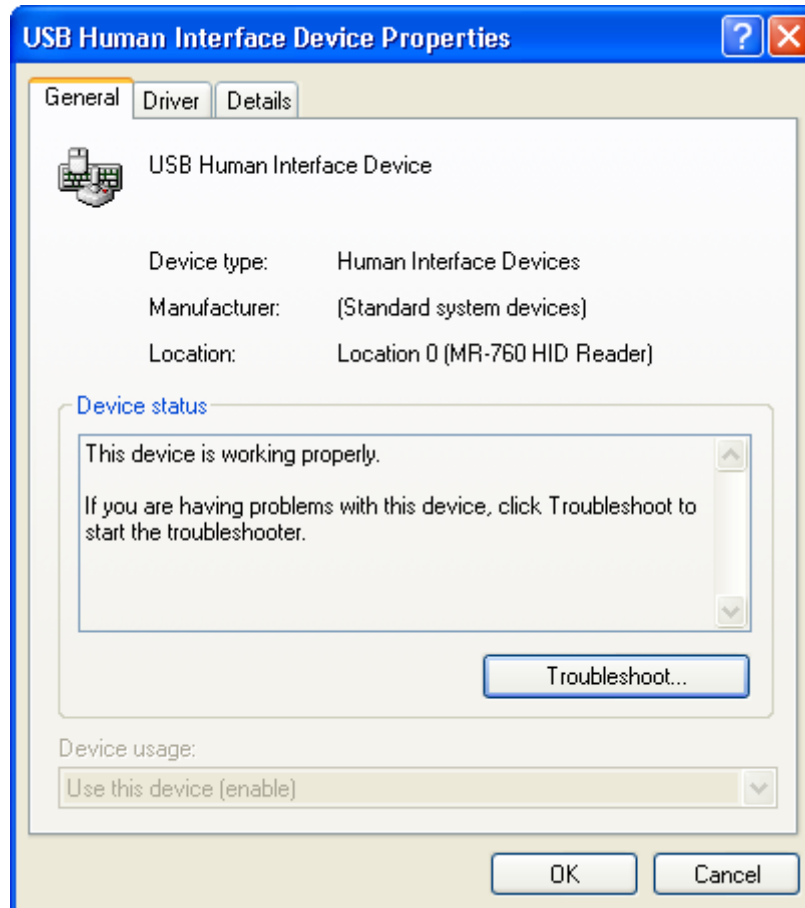 USB Human Interface Device Properties
General Driver Details
USB Human Interface Device
Device type: Human Interface Devices
Manufacturer: (Standard system devices)
Location: Location 0 (MR-760 HID Reader)
Device status
This device is working properly.
If you are having problems with this device, click Troubleshoot to
start the troubleshooter.
Troubleshoot...
Device usage:
Use this device (enable)
OK Cancel